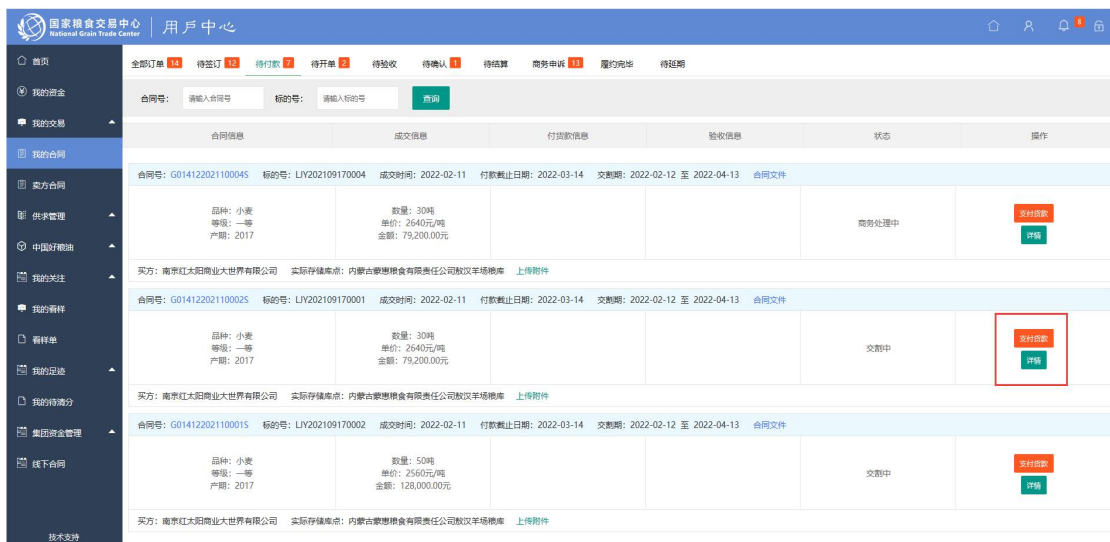 国家粮食交易中心 用戶中心
National Grain Trade Center
8
首页
我的资金
我的交易
我的合同
卖方合同
供求管理
中国好粮油
我的关注
我的看样
看样单
我的足迹
我的待清分
集团资金管理
线下合同
技术支持
全部订单 14 待签订 12 待付款 7 待开单 2 待验收 待确认 1 待结算 商务申诉 13 履约完毕 待延期
合同号： 请输入合同号 标的号： 请输入标的号 查询
合同信息 成交信息 付货款信息 验收信息 状态 操作
合同号：G01412202110004S 标的号：LJY202109170004 成交时间：2022-02-11 付款截止日期：2022-03-14 交割期：2022-02-12 至 2022-04-13 合同文件
品种：小麦
等级：一等
产期：2017
数量：30吨
单价：2640元/吨
金额：79,200.00元
商务处理中
支付货款
详情
买方：南京红太阳商业大世界有限公司 实际存储库点：内蒙古蒙惠粮食有限责任公司敖汉羊场粮库 上传附件
合同号：G01412202110002S 标的号：LJY202109170001 成交时间：2022-02-11 付款截止日期：2022-03-14 交割期：2022-02-12 至 2022-04-13 合同文件
品种：小麦
等级：一等
产期：2017
数量：30吨
单价：2640元/吨
金额：79,200.00元
交割中
支付货款
详情
买方：南京红太阳商业大世界有限公司 实际存储库点：内蒙古蒙惠粮食有限责任公司敖汉羊场粮库 上传附件
合同号：G01412202110001S 标的号：LJY202109170002 成交时间：2022-02-11 付款截止日期：2022-03-14 交割期：2022-02-12 至 2022-04-13 合同文件
品种：小麦
等级：一等
产期：2017
数量：50吨
单价：2560元/吨
金额：128,000.00元
交割中
支付货款
详情
买方：南京红太阳商业大世界有限公司 实际存储库点：内蒙古蒙惠粮食有限责任公司敖汉羊场粮库 上传附件